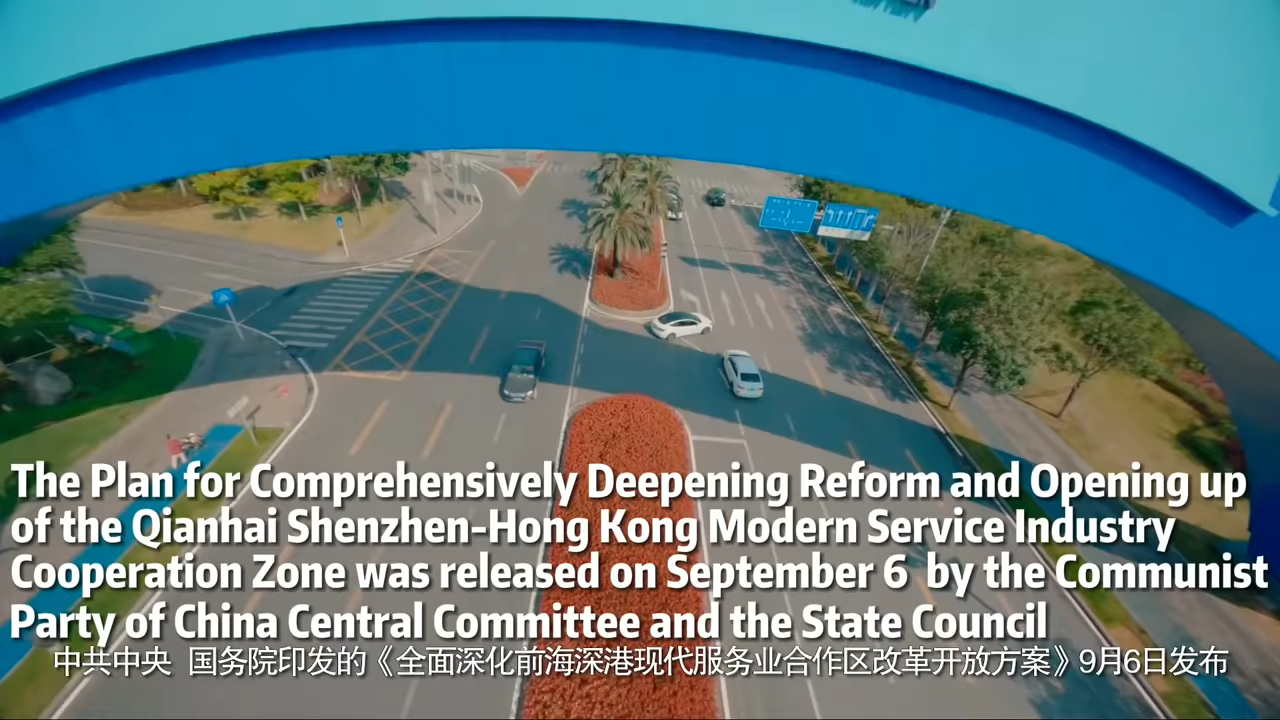 The Plan for Comprehensively Deepening Reform and Opening up
of the Qianhai Shenzhen-Hong Kong Modern Service Industry
Cooperation Zone was released on September 6 by the Communist
Party of China Central Committee and the State Council
中共中央 国务院印发的《全面深化前海深港现代服务业合作区改革开放方案》9月6日发布